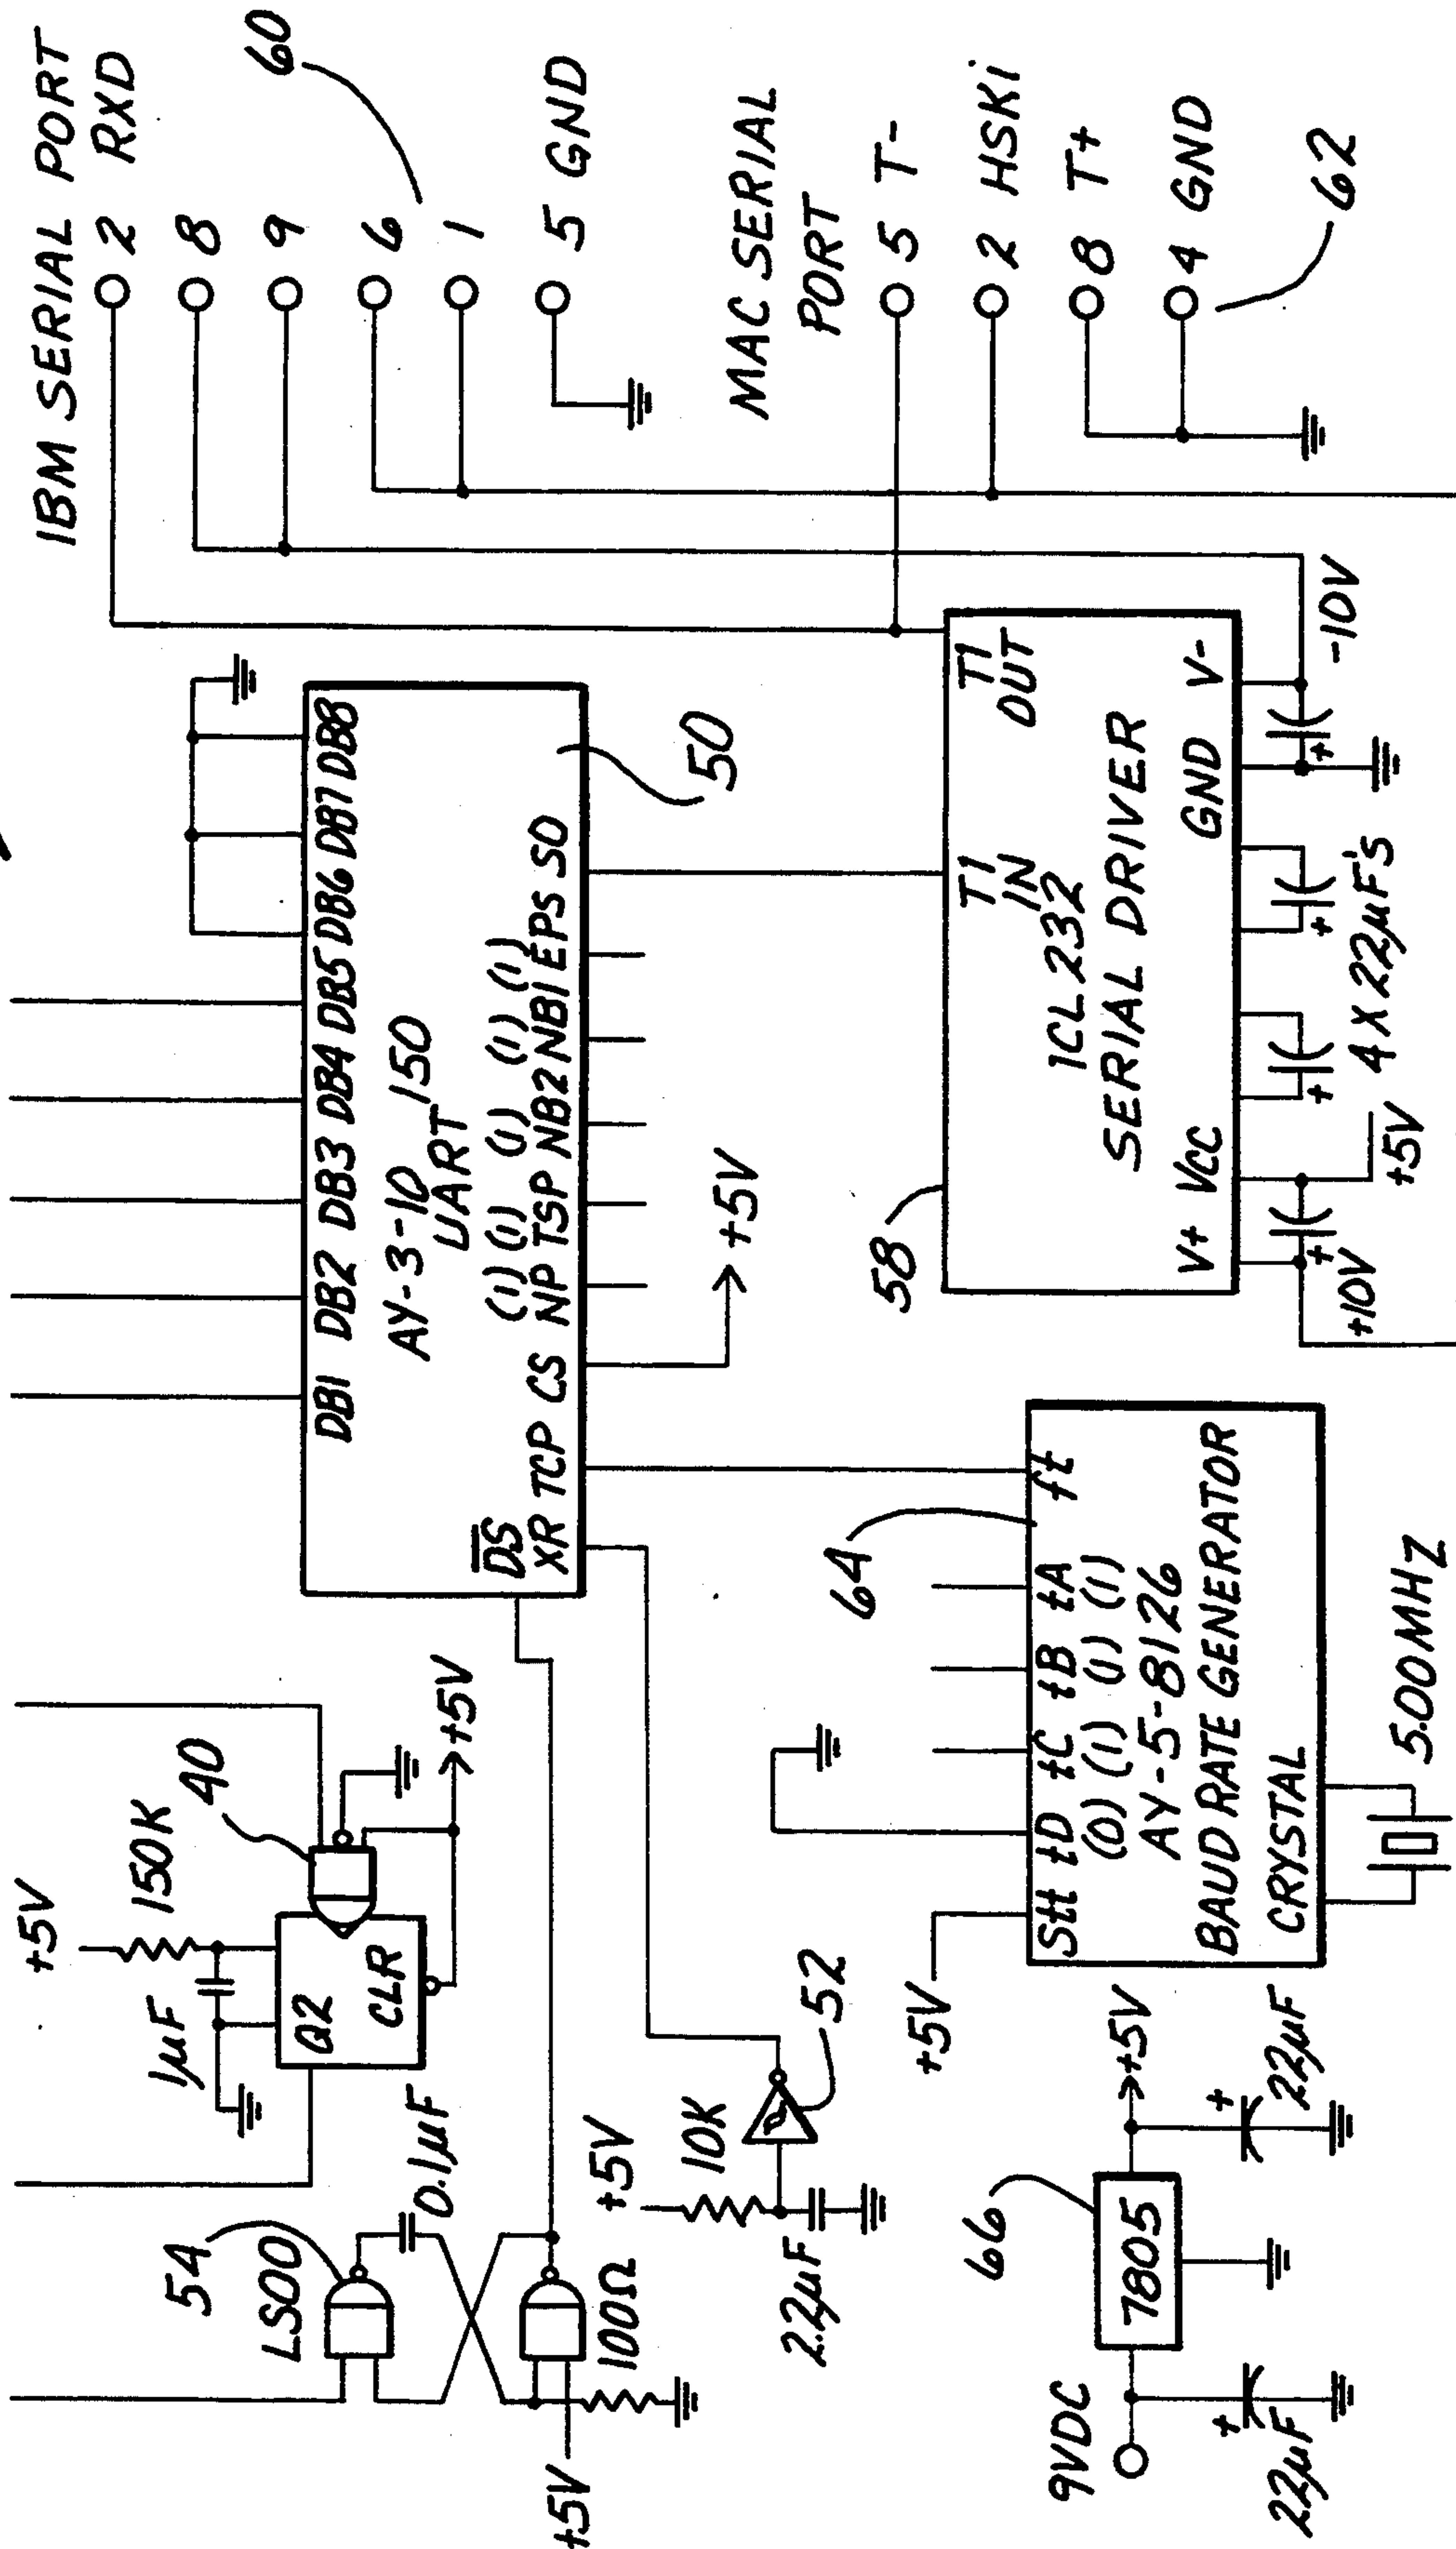 IBM SERIAL PORT
2 RXD
8
9
6
1
5 GND
60
MAC SERIAL
PORT
5 T-
2 HSKi
8 T+
4 GND
62
DB1 DB2 DB3 DB4 DB5 DB6 DB7 DB8
AY-3-10 150
UART
(1) (1) (1) (1) (1)
DS
XR TCP CS NP TSP NB2 NB1 EPS SO
50
+5V
+5V
150K
1µF
40
Q2
CLR
+5V
54
LS00
0.1µF
100Ω
+5V
+5V
10K
2.2µF
52
58
T1
IN
T1
OUT
ICL232
SERIAL DRIVER
V+ VCC GND V-
+10V
+5V
4 X 22µF'S
-10V
64
+5V
Stt tD tC tB tA ft
(0) (1) (1) (1)
AY-5-8126
BAUD RATE GENERATOR
CRYSTAL
5.00MHZ
9VDC
66
7805
+5V
+
22µF
+
22µF